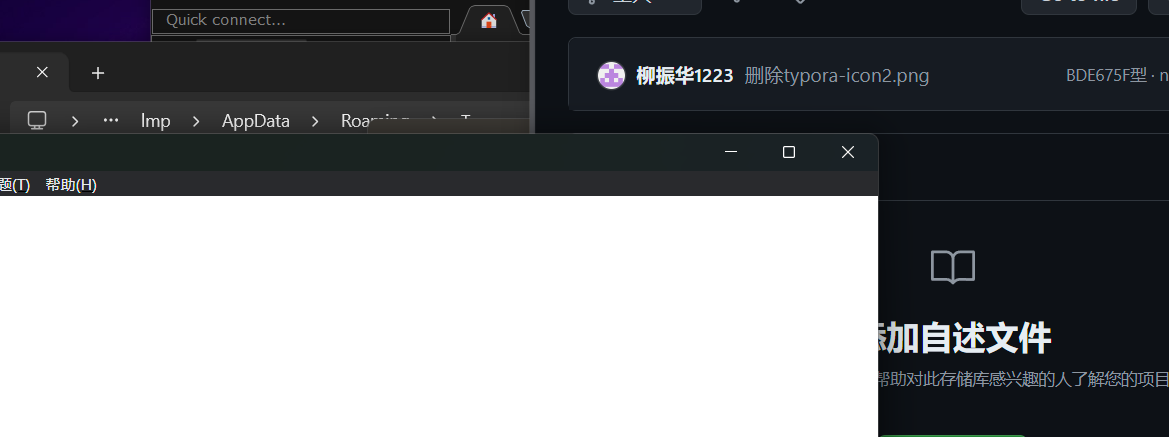 Quick connect...
柳振华1223 删除typora-icon2.png BDE675F型 · n
Imp AppData Roaming
题(T) 帮助(H)
添加自述文件
帮助对此存储库感兴趣的人了解您的项目